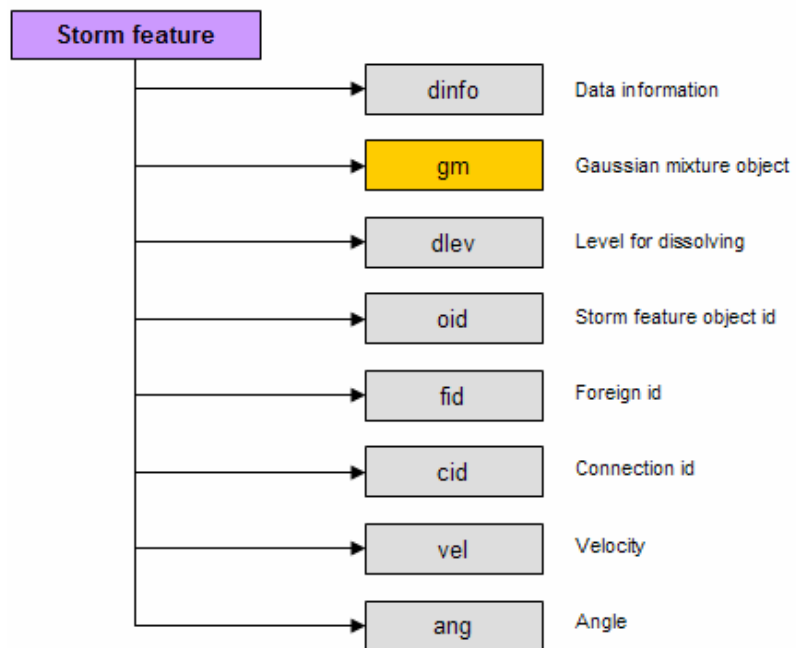 Storm feature
dinfo Data information
gm Gaussian mixture object
dlev Level for dissolving
oid Storm feature object id
fid Foreign id
cid Connection id
vel Velocity
ang Angle